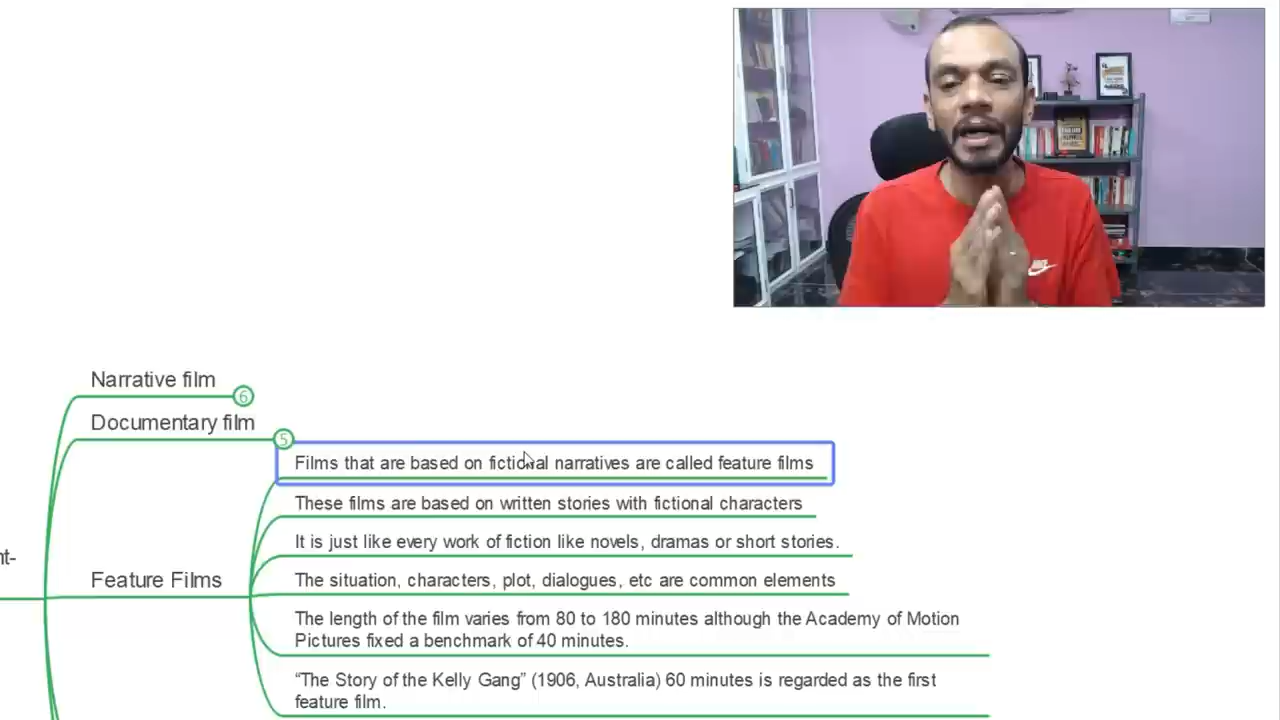 Narrative film
6
Documentary film
5
Films that are based on fictional narratives are called feature films
These films are based on written stories with fictional characters
It is just like every work of fiction like novels, dramas or short stories.
nt-
Feature Films
The situation, characters, plot, dialogues, etc are common elements
The length of the film varies from 80 to 180 minutes although the Academy of Motion
Pictures fixed a benchmark of 40 minutes.
“The Story of the Kelly Gang” (1906, Australia) 60 minutes is regarded as the first
feature film.